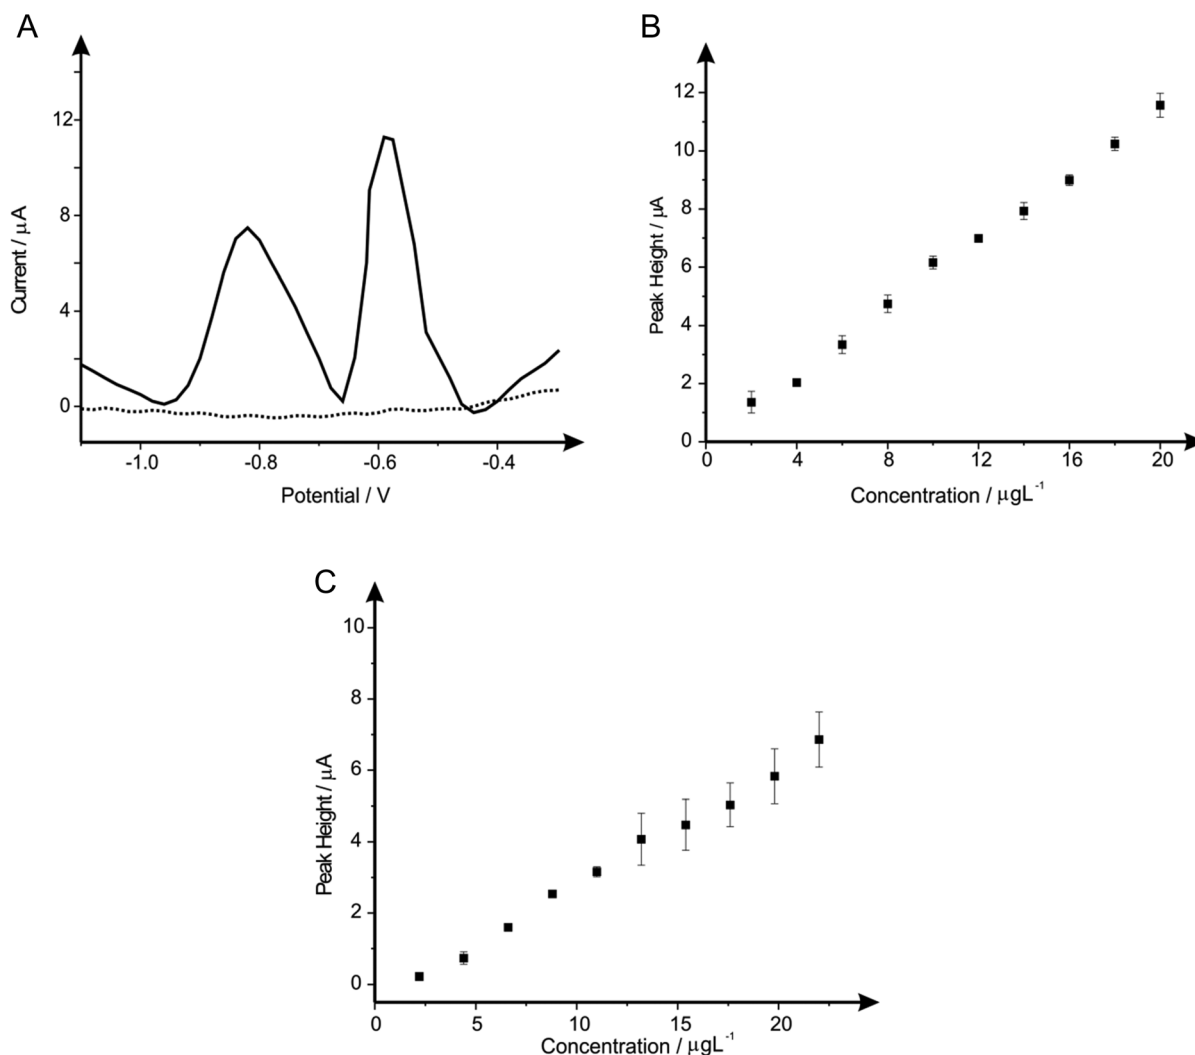 A
12
8
4
0
Current / μA
-1.0 -0.8 -0.6 -0.4
Potential / V
B
12
10
8
6
4
2
0
Peak Height / μA
0 4 8 12 16 20
Concentration / μgL⁻¹
C
10
8
6
4
2
0
Peak Height / μA
0 5 10 15 20
Concentration / μgL⁻¹